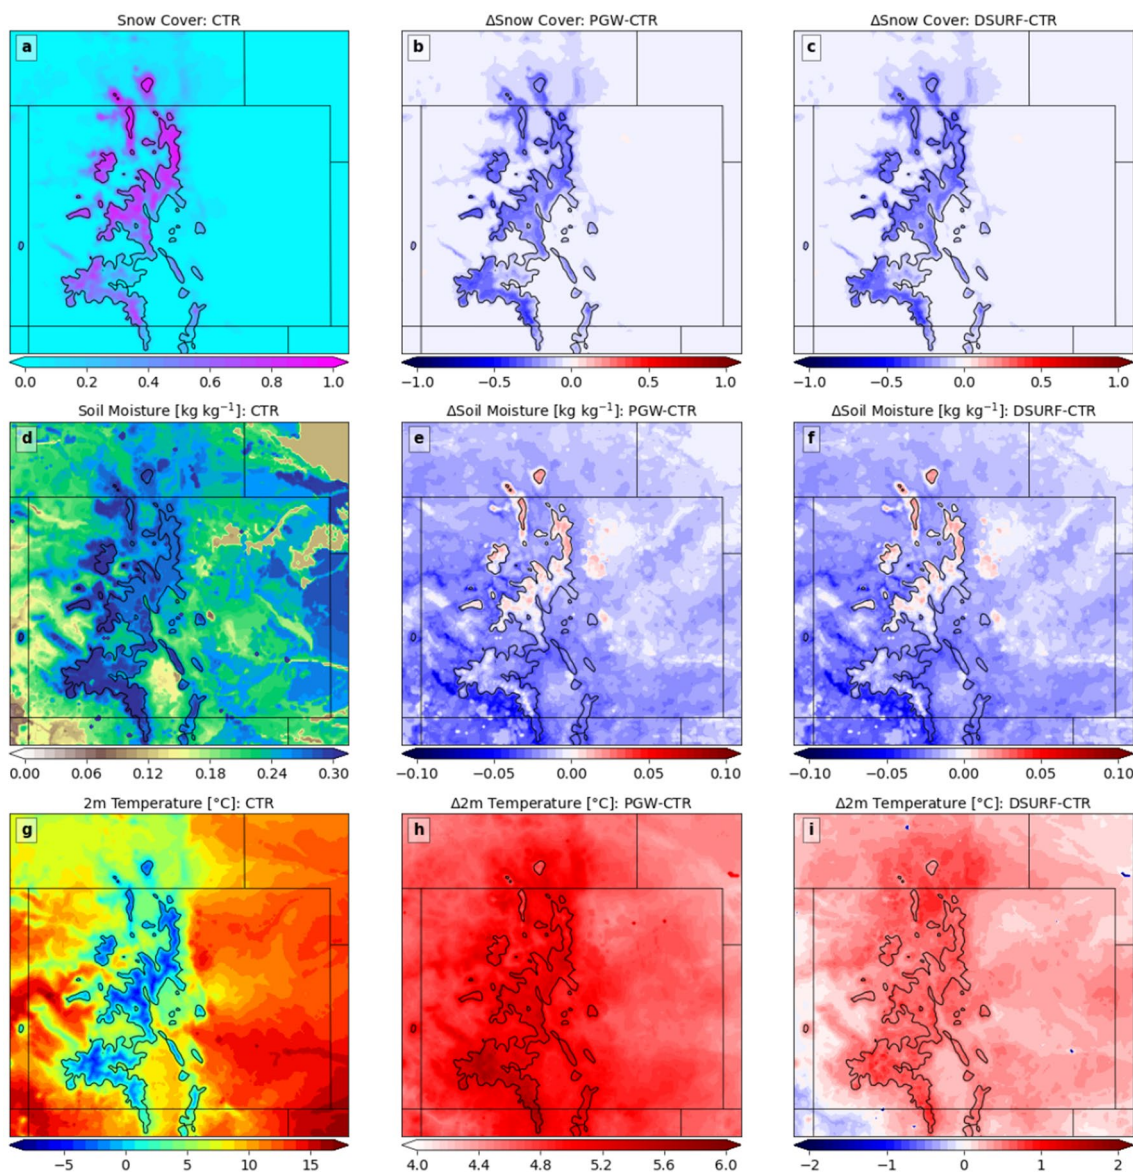 Snow Cover: CTR
ΔSnow Cover: PGW-CTR
ΔSnow Cover: DSURF-CTR
a
b
c
0.0 0.2 0.4 0.6 0.8 1.0
−1.0 −0.5 0.0 0.5 1.0
−1.0 −0.5 0.0 0.5 1.0
Soil Moisture [kg kg⁻¹]: CTR
ΔSoil Moisture [kg kg⁻¹]: PGW-CTR
ΔSoil Moisture [kg kg⁻¹]: DSURF-CTR
d
e
f
0.00 0.06 0.12 0.18 0.24 0.30
−0.10 −0.05 0.00 0.05 0.10
−0.10 −0.05 0.00 0.05 0.10
2m Temperature [°C]: CTR
Δ2m Temperature [°C]: PGW-CTR
Δ2m Temperature [°C]: DSURF-CTR
g
h
i
−5 0 5 10 15
4.0 4.4 4.8 5.2 5.6 6.0
−2 −1 0 1 2